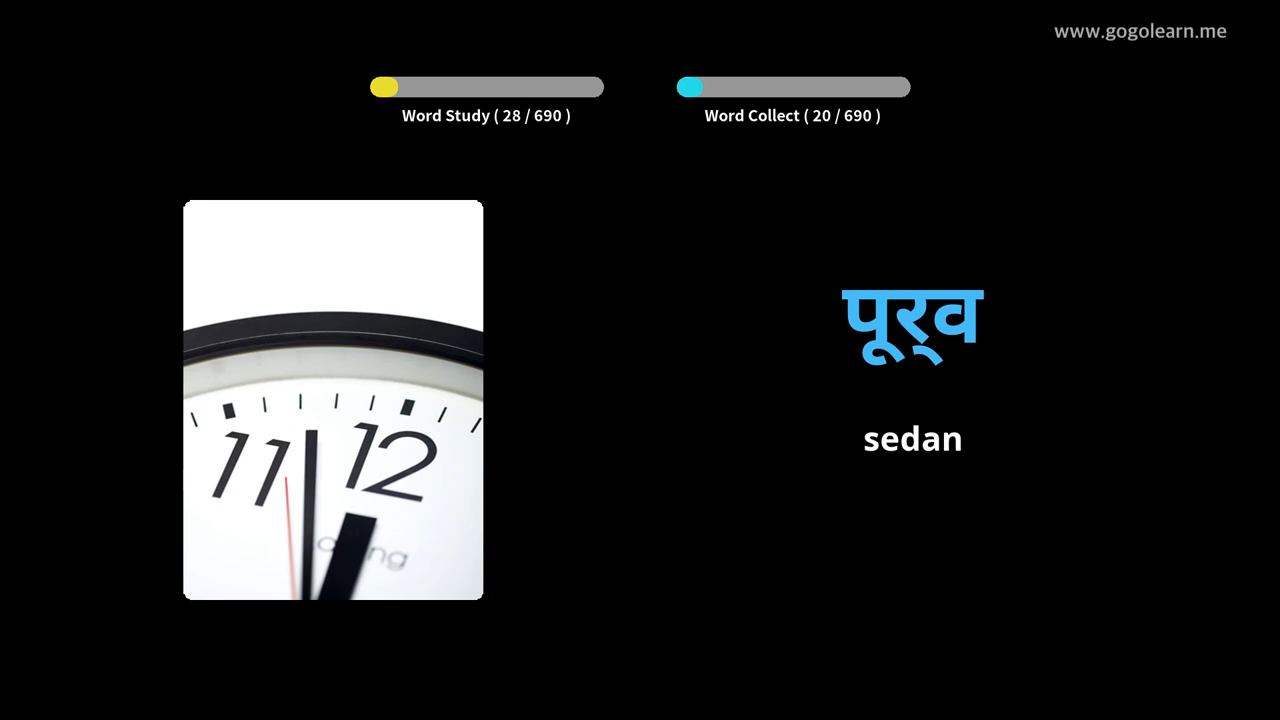 www.gogolearn.me
Word Study ( 28 / 690 )
Word Collect ( 20 / 690 )
11
12
पूर्‌व
sedan